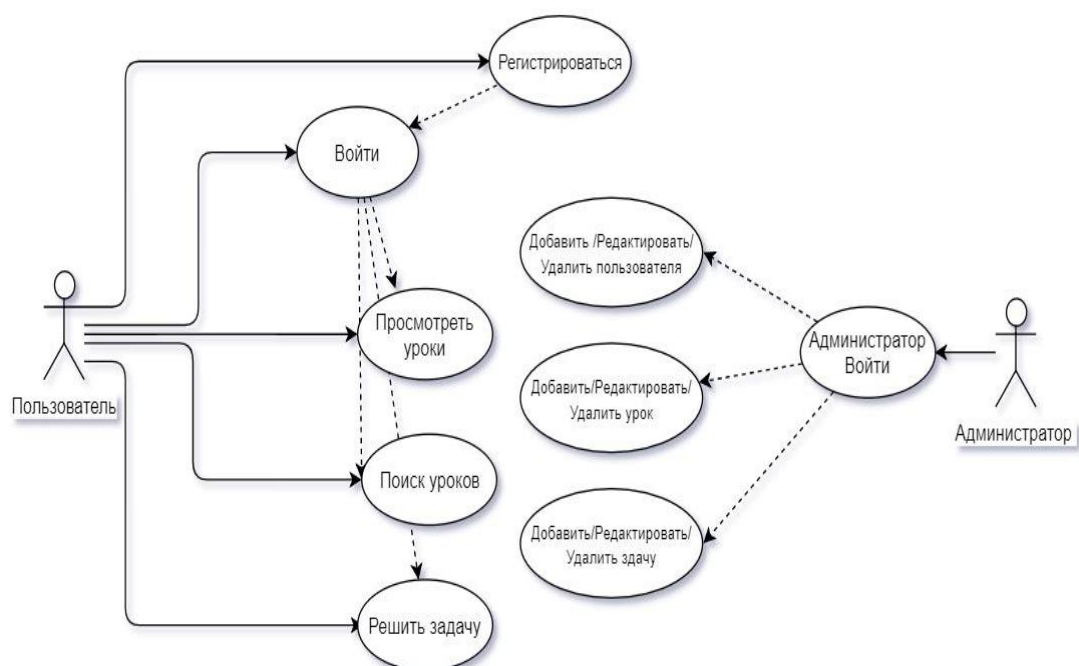 Регистрироваться
Войти
Добавить /Редактировать/
Удалить пользователя
Просмотреть
уроки
Администратор
Войти
Добавить/Редактировать/
Удалить урок
Пользователь
Администратор
Поиск уроков
Добавить/Редактировать/
Удалить здачу
Решить задачу